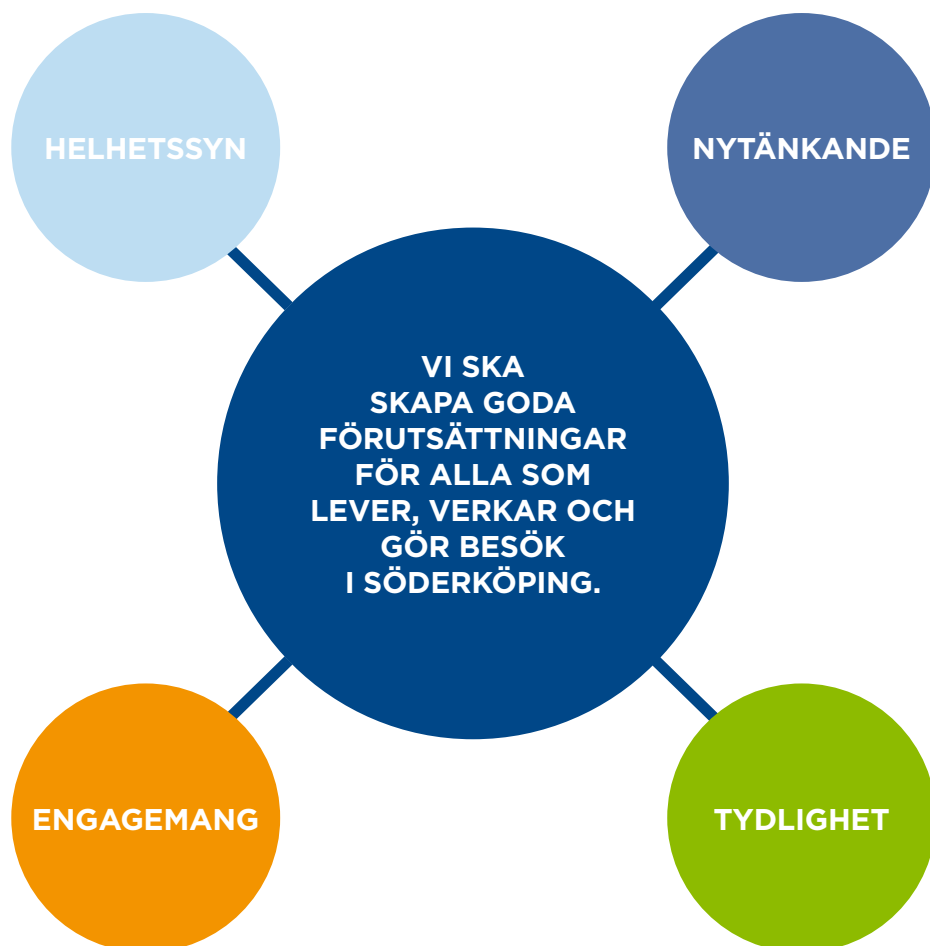 HELHETSSYN
NYTÄNKANDE
VI SKA
SKAPA GODA
FÖRUTSÄTTNINGAR
FÖR ALLA SOM
LEVER, VERKAR OCH
GÖR BESÖK
I SÖDERKÖPING.
ENGAGEMANG
TYDLIGHET